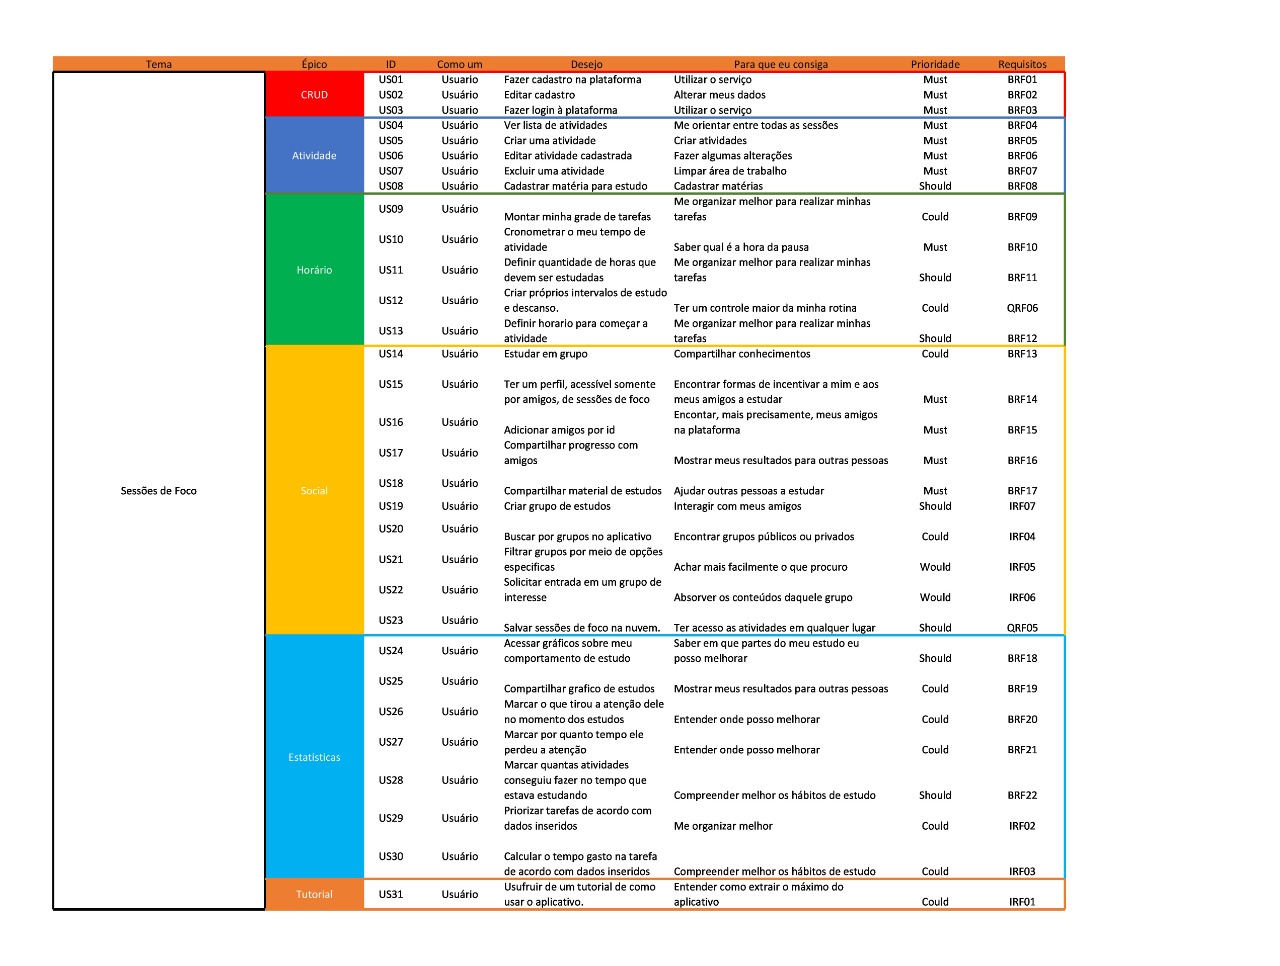 Tema Épico ID Como um Desejo Para que eu consiga Prioridade Requisitos
Sessões de Foco
CRUD
US01 Usuario Fazer cadastro na plataforma Utilizar o serviço Must BRF01
US02 Usuário Editar cadastro Alterar meus dados Must BRF02
US03 Usuário Fazer login à plataforma Utilizar o serviço Must BRF03
Atividade
US04 Usuário Ver lista de atividades Me orientar entre todas as sessões Must BRF04
US05 Usuário Criar uma atividade Criar atividades Must BRF05
US06 Usuário Editar atividade cadastrada Fazer algumas alterações Must BRF06
US07 Usuário Excluir uma atividade Limpar área de trabalho Must BRF07
US08 Usuário Cadastrar matéria para estudo Cadastrar matérias Should BRF08
Horário
US09 Usuário Montar minha grade de tarefas Me organizar melhor para realizar minhas
tarefas Could BRF09
US10 Usuário Cronometrar o meu tempo de
atividade Saber qual é a hora da pausa Must BRF10
US11 Usuário Definir quantidade de horas que
devem ser estudadas Me organizar melhor para realizar minhas
tarefas Should BRF11
US12 Usuário Criar próprios intervalos de estudo
e descanso. Ter um controle maior da minha rotina Could QRF06
US13 Usuário Definir horario para começar a
atividade Me organizar melhor para realizar minhas
tarefas Should BRF12
Social
US14 Usuário Estudar em grupo Compartilhar conhecimentos Could BRF13
US15 Usuário Ter um perfil, acessível somente
por amigos, de sessões de foco Encontrar formas de incentivar a mim e aos
meus amigos a estudar Must BRF14
US16 Usuário Adicionar amigos por id Encontar, mais precisamente, meus amigos
na plataforma Must BRF15
US17 Usuário Compartilhar progresso com
amigos Mostrar meus resultados para outras pessoas Must BRF16
US18 Usuário Compartilhar material de estudos Ajudar outras pessoas a estudar Must BRF17
US19 Usuário Criar grupo de estudos Interagir com meus amigos Should IRF07
US20 Usuário Buscar por grupos no aplicativo Encontrar grupos públicos ou privados Could IRF04
US21 Usuário Filtrar grupos por meio de opções
especificas Achar mais facilmente o que procuro Would IRF05
US22 Usuário Solicitar entrada em um grupo de
interesse Absorver os conteúdos daquele grupo Would IRF06
US23 Usuário Salvar sessões de foco na nuvem. Ter acesso as atividades em qualquer lugar Should QRF05
Estatísticas
US24 Usuário Acessar gráficos sobre meu
comportamento de estudo Saber em que partes do meu estudo eu
posso melhorar Should BRF18
US25 Usuário Compartilhar grafico de estudos Mostrar meus resultados para outras pessoas Could BRF19
US26 Usuário Marcar o que tirou a atenção dele
no momento dos estudos Entender onde posso melhorar Could BRF20
US27 Usuário Marcar por quanto tempo ele
perdeu a atenção Entender onde posso melhorar Could BRF21
US28 Usuário Marcar quantas atividades
conseguiu fazer no tempo que
estava estudando Compreender melhor os hábitos de estudo Should BRF22
US29 Usuário Priorizar tarefas de acordo com
dados inseridos Me organizar melhor Could IRF02
US30 Usuário Calcular o tempo gasto na tarefa
de acordo com dados inseridos Compreender melhor os hábitos de estudo Could IRF03
Tutorial
US31 Usuário Usufruir de um tutorial de como
usar o aplicativo. Entender como extrair o máximo do
aplicativo Could IRF01